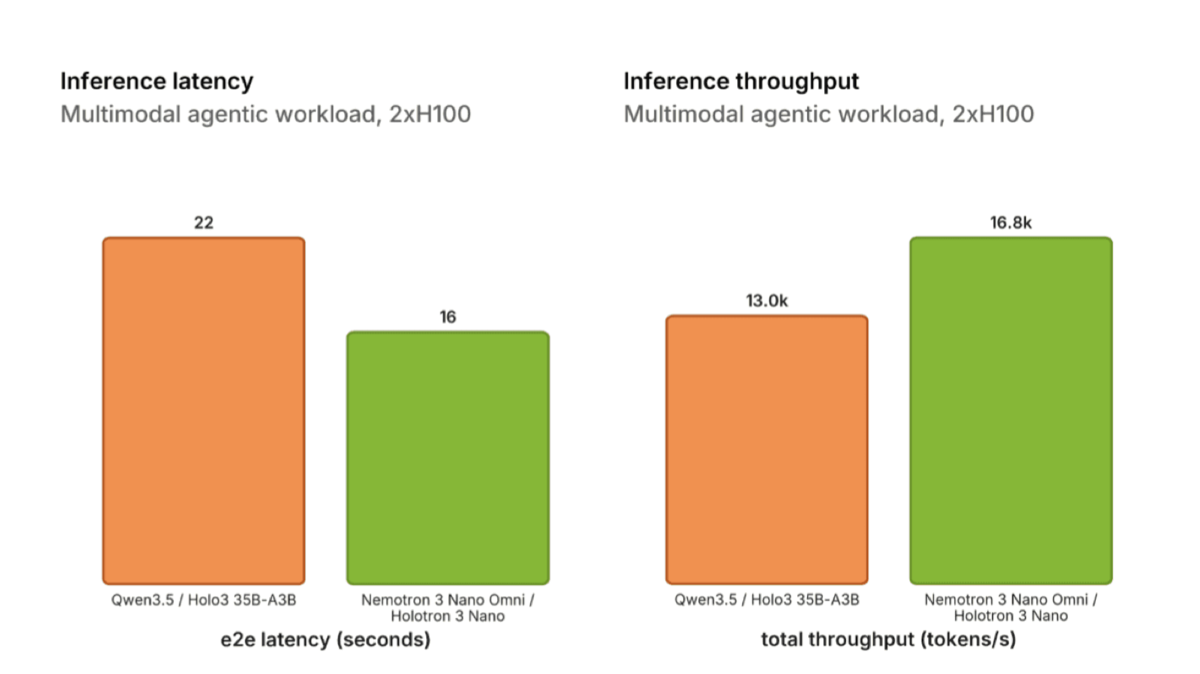 Inference latency
Multimodal agentic workload, 2xH100
22
16
Qwen3.5 / Holo3 35B-A3B
Nemotron 3 Nano Omni /
Holotron 3 Nano
e2e latency (seconds)
Inference throughput
Multimodal agentic workload, 2xH100
13.0k
16.8k
Qwen3.5 / Holo3 35B-A3B
Nemotron 3 Nano Omni /
Holotron 3 Nano
total throughput (tokens/s)